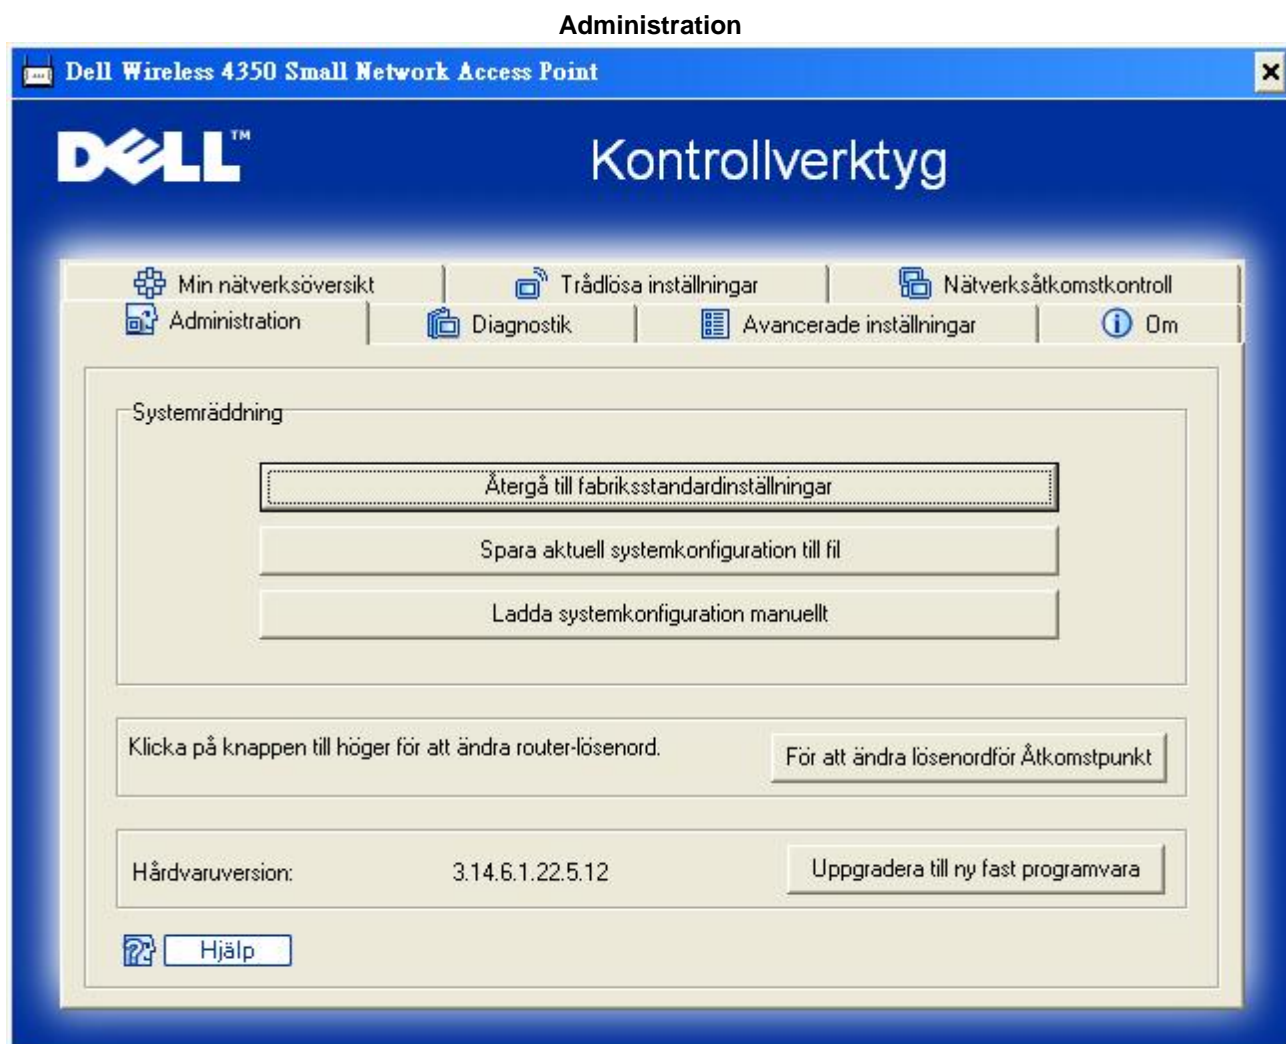 Administration
Dell Wireless 4350 Small Network Access Point
DELL™
Kontrollverktyg
Min nätverksöversikt
Trådlösa inställningar
Nätverksåtkomstkontroll
Administration
Diagnostik
Avancerade inställningar
Om
Systemräddning
Återgå till fabriksstandardinställningar
Spara aktuell systemkonfiguration till fil
Ladda systemkonfiguration manuellt
Klicka på knappen till höger för att ändra router-lösenord.
För att ändra lösenordför Åtkomstpunkt
Hårdvaruversion:
3.14.6.1.22.5.12
Uppgradera till ny fast programvara
Hjälp